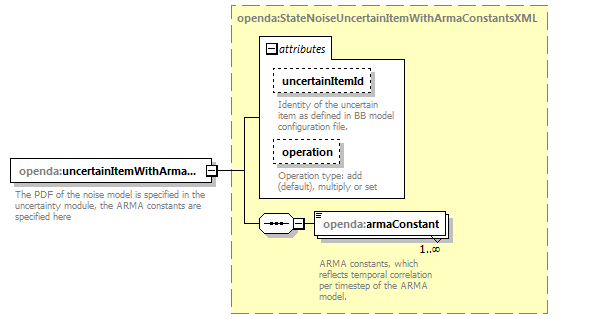 openda:StateNoiseUncertainItemWithArmaConstantsXML
attributes
uncertainItemId
Identity of the uncertain
item as defined in BB model
configuration file.
operation
Operation type: add
(default), multiply or set
openda:uncertainItemWithArma...
The PDF of the noise model is specified in the
uncertainty module, the ARMA constants are
specified here
openda:armaConstant
1..∞
ARMA constants, which
reflects temporal correlation
per timestep of the ARMA
model.